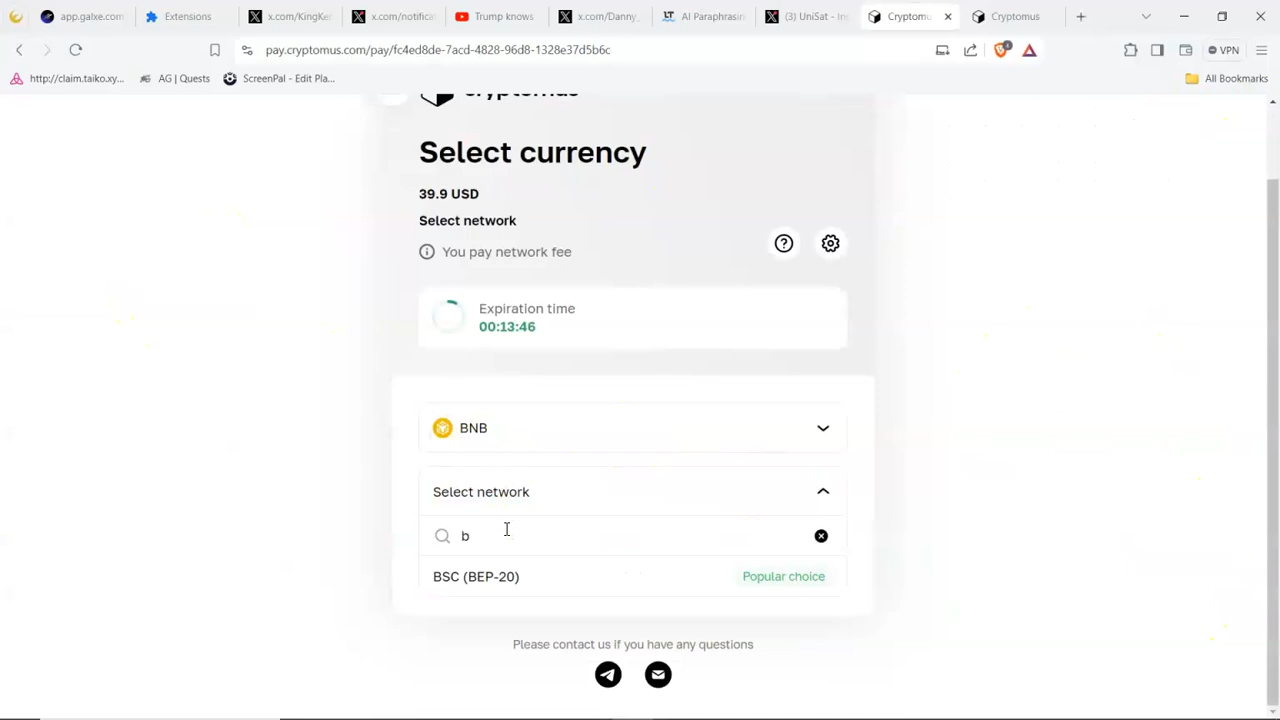 app.galxe.com
Extensions
x.com/KingKe
x.com/notificar
Trump knows
x.com/Danny_
AI Paraphrasin
(3) UniSat - In
Cryptomu
Cryptomus
pay.cryptomus.com/pay/fc4ed8de-7acd-4828-96d8-1328e37d5b6c
VPN
http://claim.taiko.xy...
AG | Quests
ScreenPal - Edit Pla...
All Bookmarks
cryptomus
Select currency
39.9 USD
Select network
You pay network fee
Expiration time
00:13:46
BNB
Select network
b
BSC (BEP-20)
Popular choice
Please contact us if you have any questions